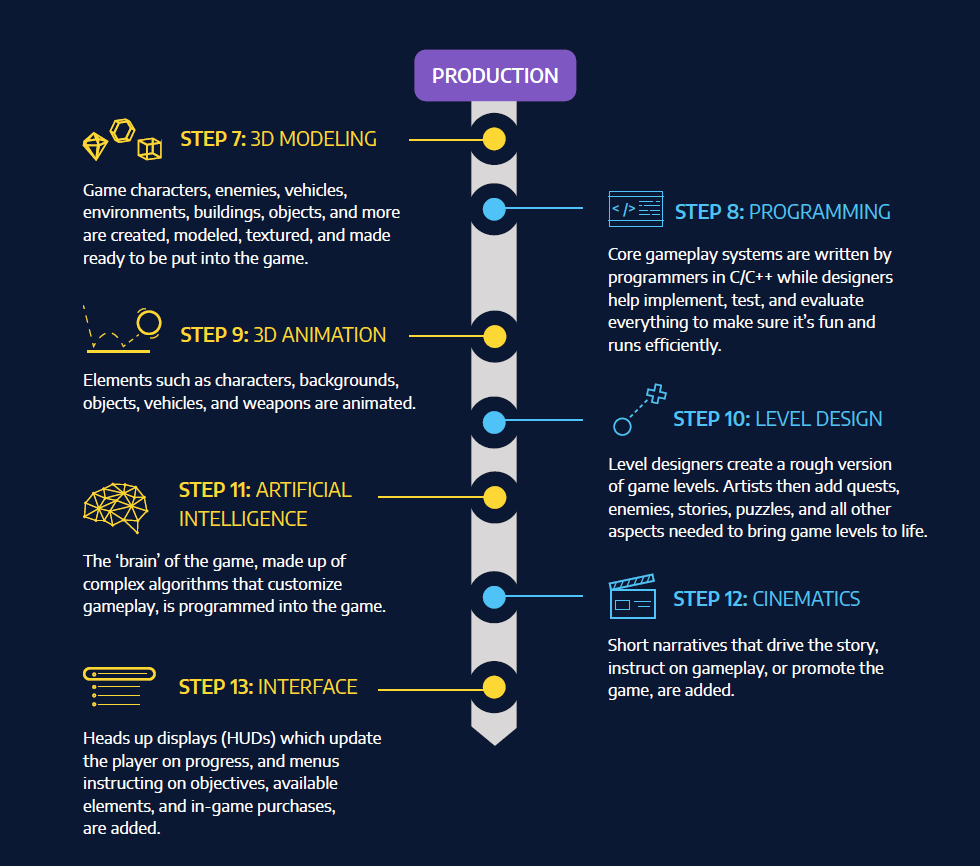 PRODUCTION
STEP 7: 3D MODELING
Game characters, enemies, vehicles,
environments, buildings, objects, and more
are created, modeled, textured, and made
ready to be put into the game.
</> STEP 8: PROGRAMMING
Core gameplay systems are written by
programmers in C/C++ while designers
help implement, test, and evaluate
everything to make sure it’s fun and
runs efficiently.
STEP 9: 3D ANIMATION
Elements such as characters, backgrounds,
objects, vehicles, and weapons are animated.
STEP 10: LEVEL DESIGN
Level designers create a rough version
of game levels. Artists then add quests,
enemies, stories, puzzles, and all other
aspects needed to bring game levels to life.
STEP 11: ARTIFICIAL
INTELLIGENCE
The ‘brain’ of the game, made up of
complex algorithms that customize
gameplay, is programmed into the game.
STEP 12: CINEMATICS
Short narratives that drive the story,
instruct on gameplay, or promote the
game, are added.
STEP 13: INTERFACE
Heads up displays (HUDs) which update
the player on progress, and menus
instructing on objectives, available
elements, and in-game purchases,
are added.